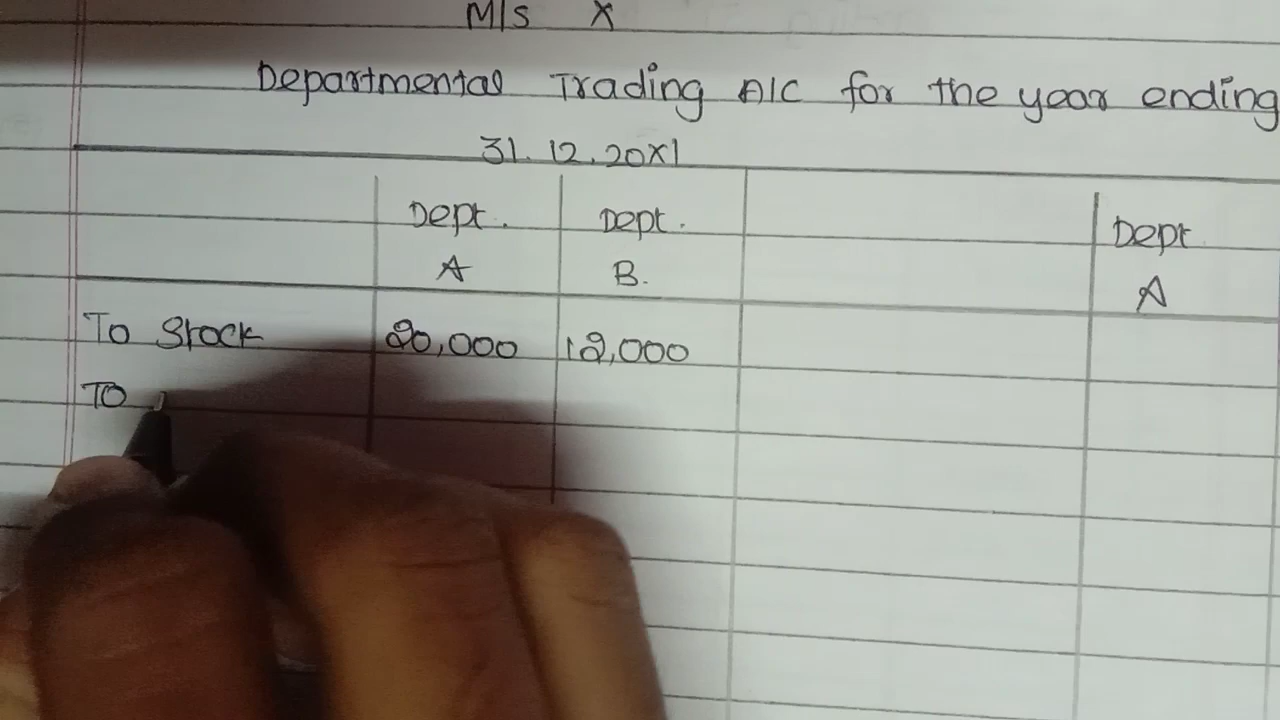 M/s X
Departmental Trading A/C for the year ending
31.12.20X1
Dept. Dept. Dept
A B. A
To Stock 20,000 12,000
TO